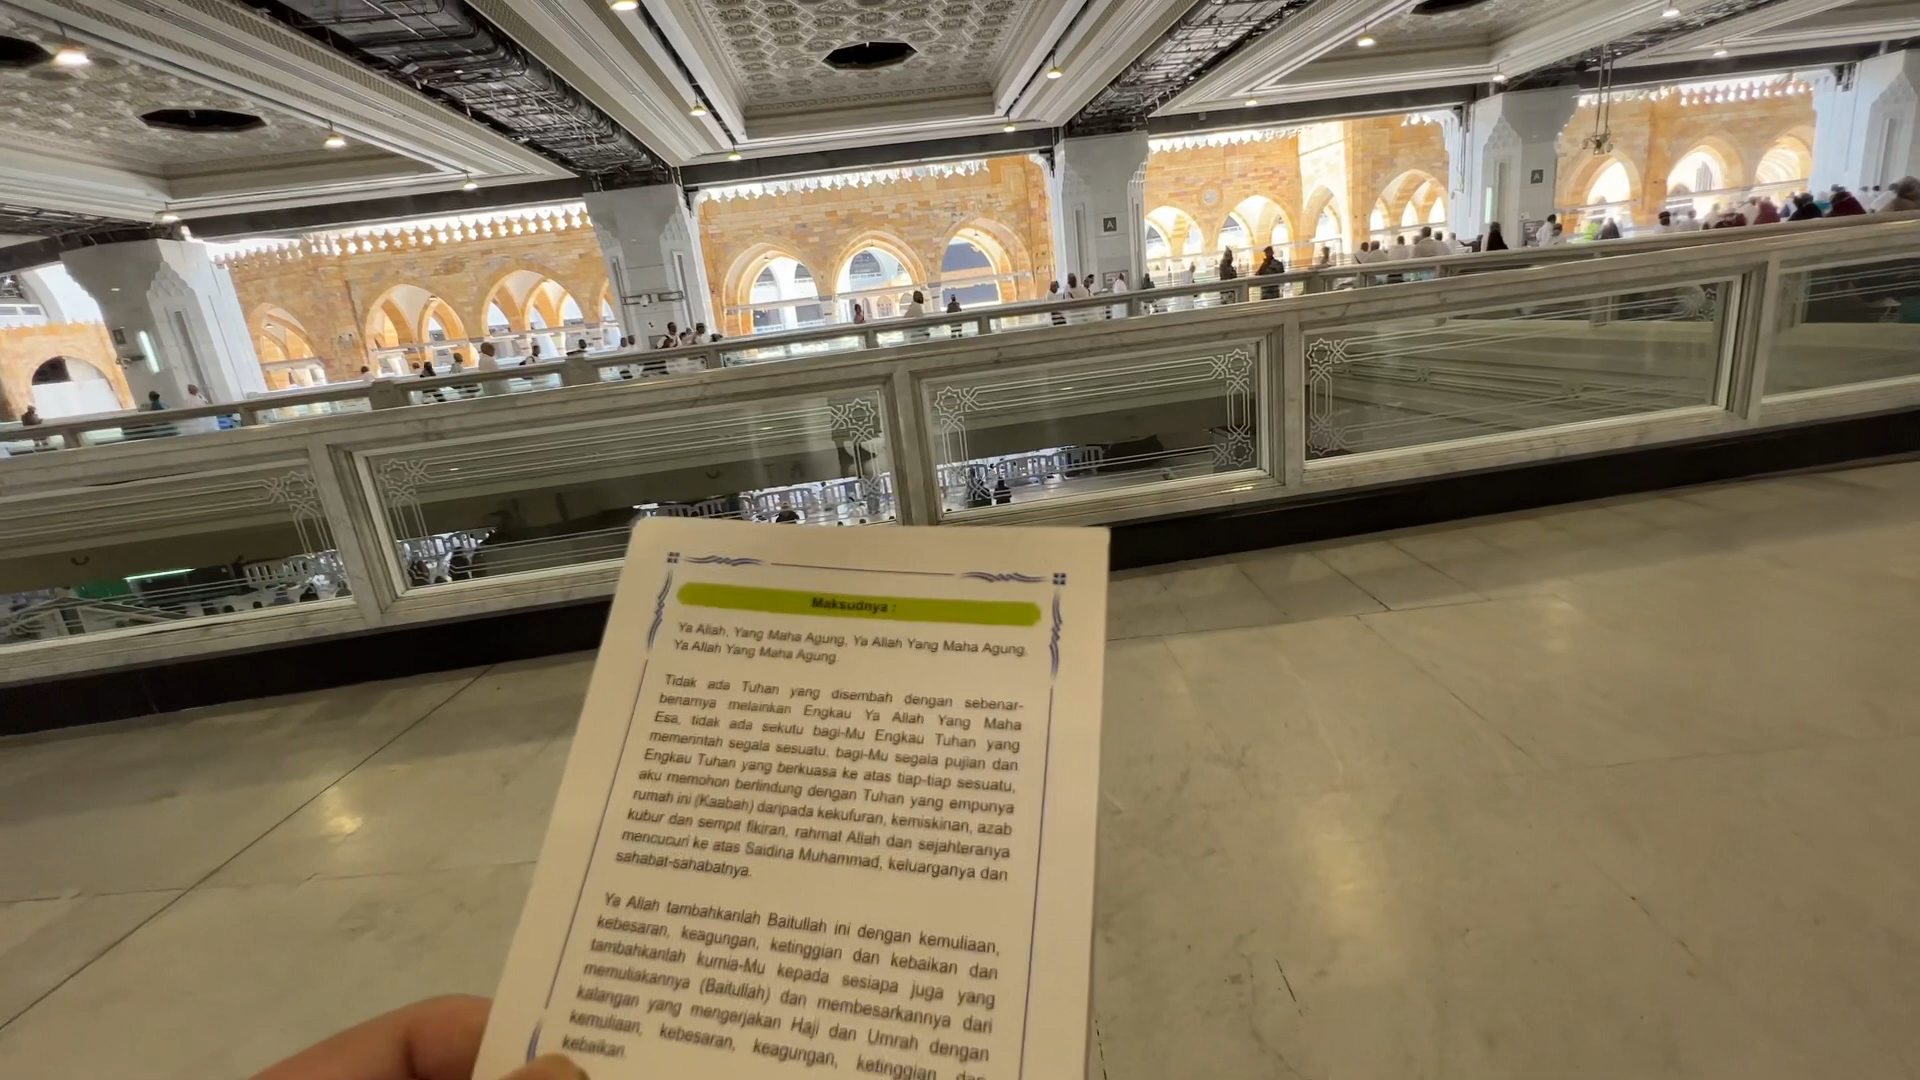 Maksudnya :
Ya Allah, Yang Maha Agung, Ya Allah Yang Maha Agung,
Ya Allah Yang Maha Agung.
Tidak ada Tuhan yang disembah dengan sebenar-
benarnya melainkan Engkau Ya Allah Yang Maha
Esa, tidak ada sekutu bagi-Mu Engkau Tuhan yang
memerintah segala sesuatu, bagi-Mu segala pujian dan
Engkau Tuhan yang berkuasa ke atas tiap-tiap sesuatu,
aku memohon berlindung dengan Tuhan yang empunya
rumah ini (Kaabah) daripada kekufuran, kemiskinan, azab
kubur dan sempit fikiran, rahmat Allah dan sejahteranya
mencucuri ke atas Saidina Muhammad, keluarganya dan
sahabat-sahabatnya.
Ya Allah tambahkanlah Baitullah ini dengan kemuliaan,
kebesaran, keagungan, ketinggian dan kebaikan dan
tambahkanlah kurnia-Mu kepada sesiapa juga yang
memuliakannya (Baitullah) dan membesarkannya dari
kalangan yang mengerjakan Haji dan Umrah dengan
kemuliaan, kebesaran, keagungan, ketinggian dan
kebaikan.
A
A